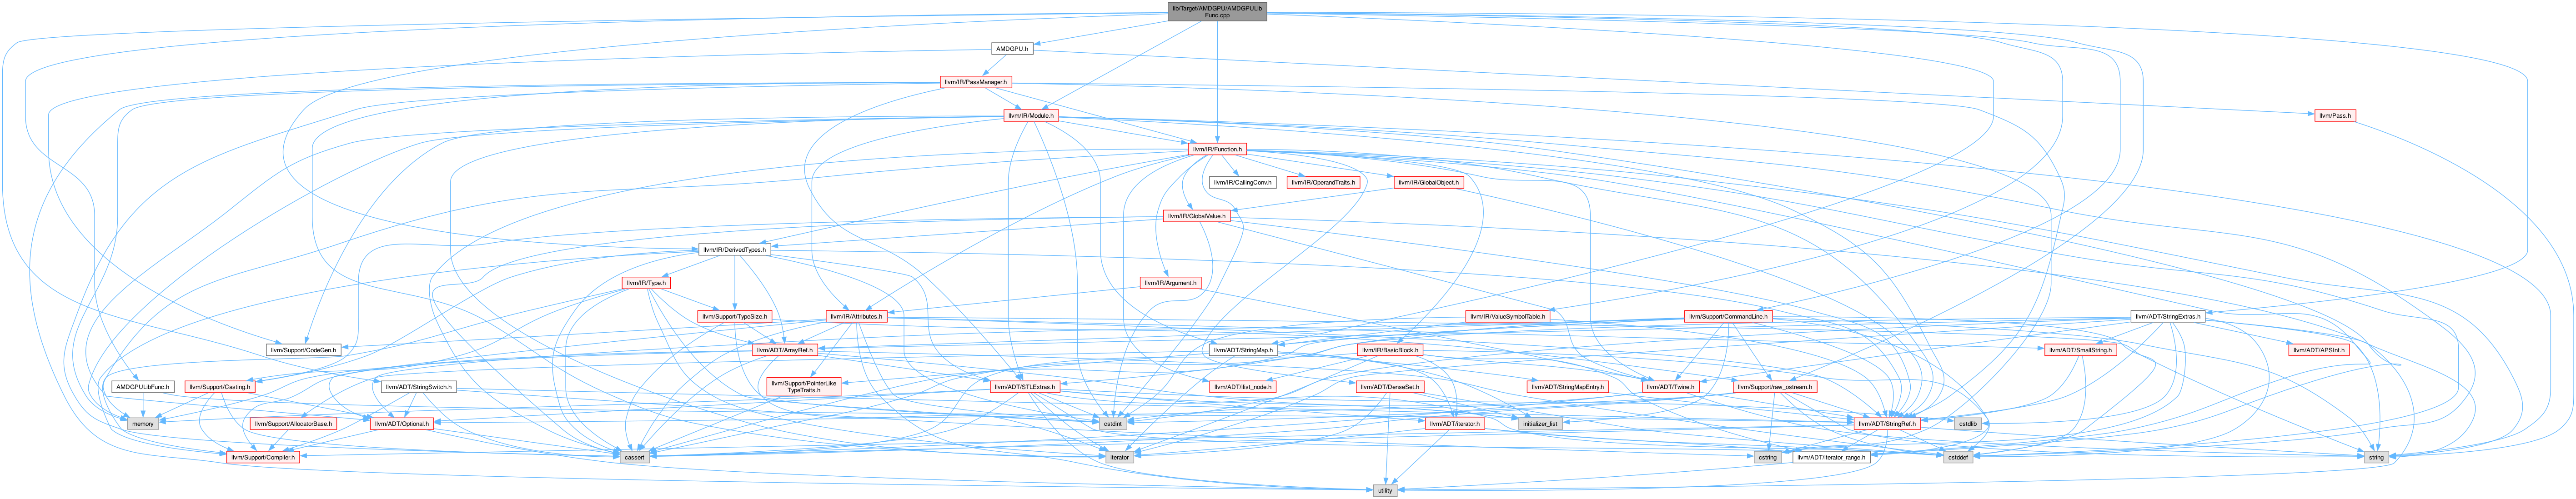 lib/Target/AMDGPU/AMDGPULib
Func.cpp
AMDGPU.h
llvm/IR/PassManager.h
llvm/IR/Module.h
llvm/Pass.h
llvm/IR/Function.h
llvm/IR/CallingConv.h
llvm/IR/OperandTraits.h
llvm/IR/GlobalObject.h
llvm/IR/GlobalValue.h
llvm/IR/DerivedTypes.h
llvm/IR/Type.h
llvm/IR/Argument.h
llvm/Support/TypeSize.h
llvm/IR/Attributes.h
llvm/IR/ValueSymbolTable.h
llvm/Support/CommandLine.h
llvm/ADT/StringExtras.h
llvm/Support/CodeGen.h
llvm/ADT/ArrayRef.h
llvm/ADT/StringMap.h
llvm/IR/BasicBlock.h
llvm/ADT/SmallString.h
llvm/ADT/APSInt.h
AMDGPULibFunc.h
llvm/Support/Casting.h
llvm/ADT/StringSwitch.h
llvm/Support/PointerLike
TypeTraits.h
llvm/ADT/STLExtras.h
llvm/ADT/ilist_node.h
llvm/ADT/DenseSet.h
llvm/ADT/StringMapEntry.h
llvm/ADT/Twine.h
llvm/Support/raw_ostream.h
memory
llvm/Support/AllocatorBase.h
llvm/ADT/Optional.h
cstdint
llvm/ADT/iterator.h
initializer_list
llvm/ADT/StringRef.h
cstdlib
llvm/Support/Compiler.h
cassert
iterator
cstring
llvm/ADT/iterator_range.h
cstddef
string
utility